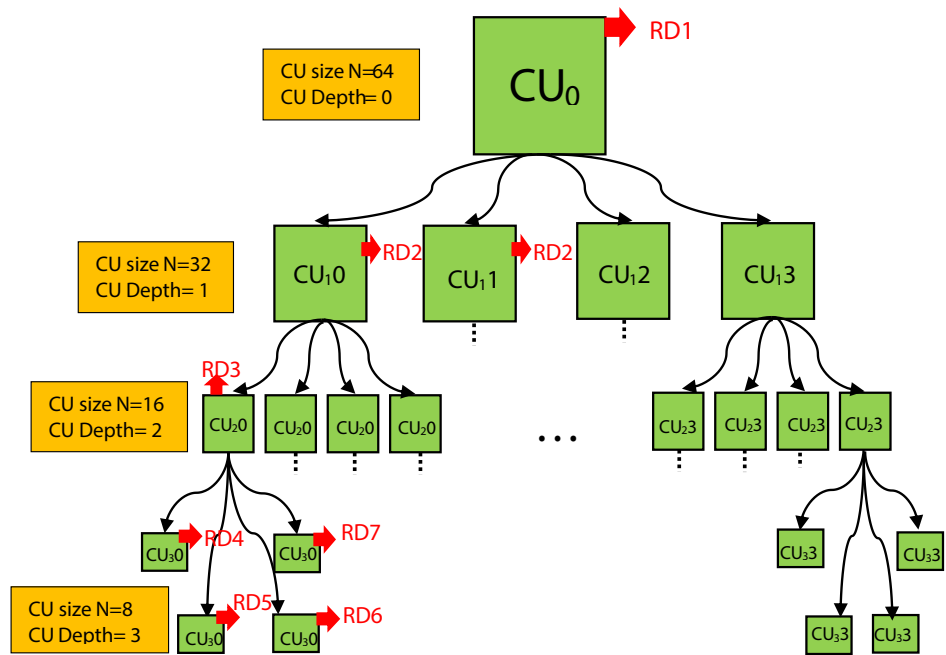 RD1
CU₀
CU size N=64
CU Depth= 0
CU size N=32
CU Depth= 1
CU₁0
RD2
CU₁1
RD2
CU₁2
CU₁3
RD3
CU size N=16
CU Depth= 2
CU₂0
CU₂0
CU₂0
CU₂0
...
CU₂3
CU₂3
CU₂3
CU₂3
CU₃0
RD4
CU₃0
RD7
CU₃3
CU₃3
CU size N=8
CU Depth= 3
CU₃0
RD5
CU₃0
RD6
CU₃3
CU₃3